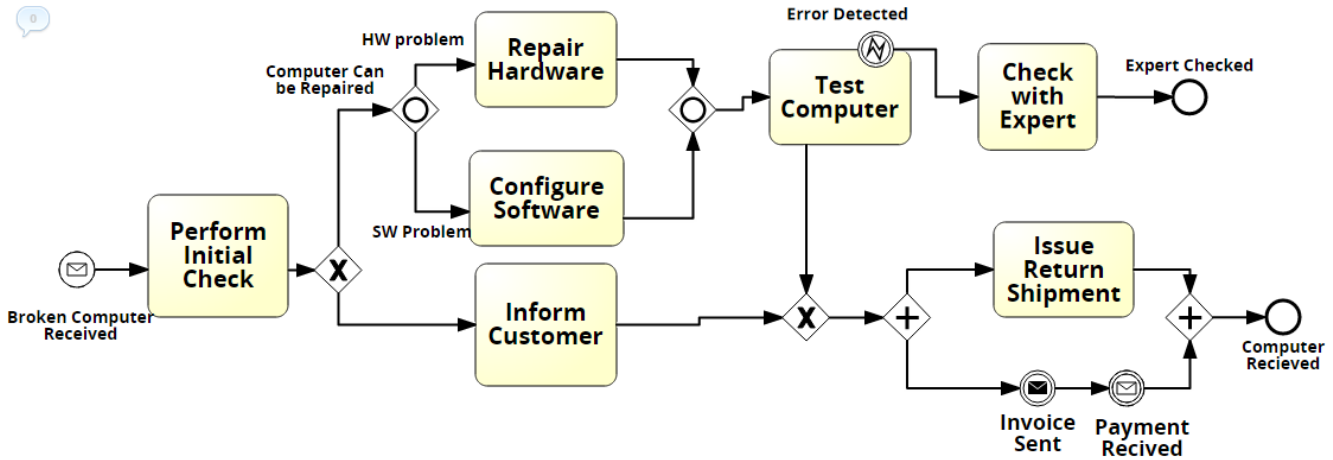 0
Error Detected
HW problem
Repair
Hardware
Computer Can
be Repaired
Test
Computer
Check
with
Expert
Expert Checked
Configure
Software
SW Problem
Perform
Initial
Check
X
Broken Computer
Received
Inform
Customer
X
Issue
Return
Shipment
+
+
Computer
Recieved
Invoice
Sent
Payment
Recived